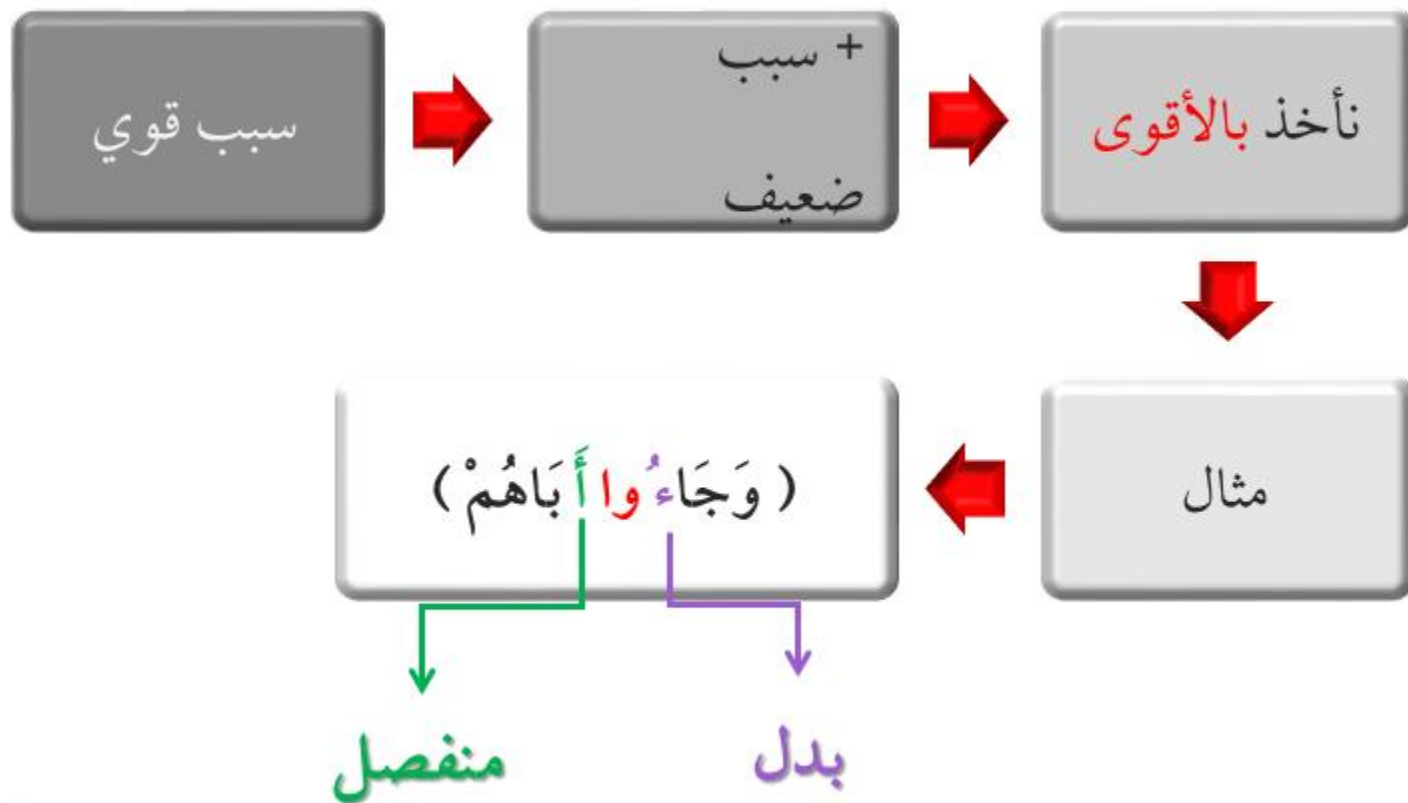 سبب قوي
+ سبب
ضعيف
نأخذ بالأقوى
مثال
( وَجَاءُوا أَبَاهُمْ )
بدل
منفصل